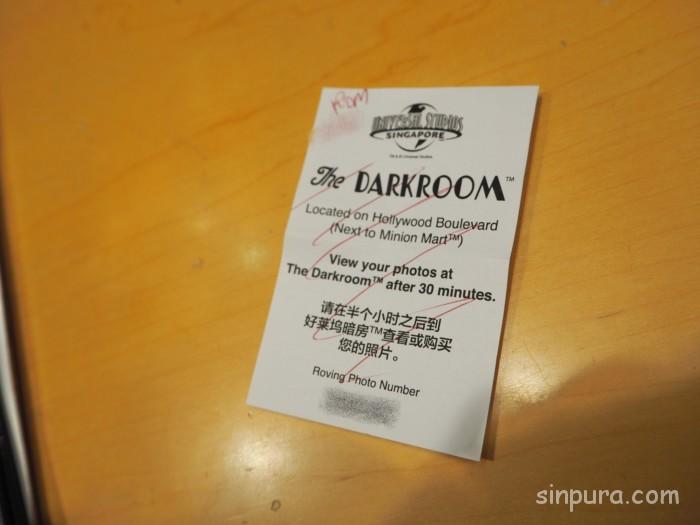 UNIVERSAL STUDIOS
SINGAPORE
The DARKROOM™
Located on Hollywood Boulevard
(Next to Minion Mart™)
View your photos at
The Darkroom™ after 30 minutes.
请在半个小时之后到
好莱坞暗房™查看或购买
您的照片。
Roving Photo Number
sinpura.com